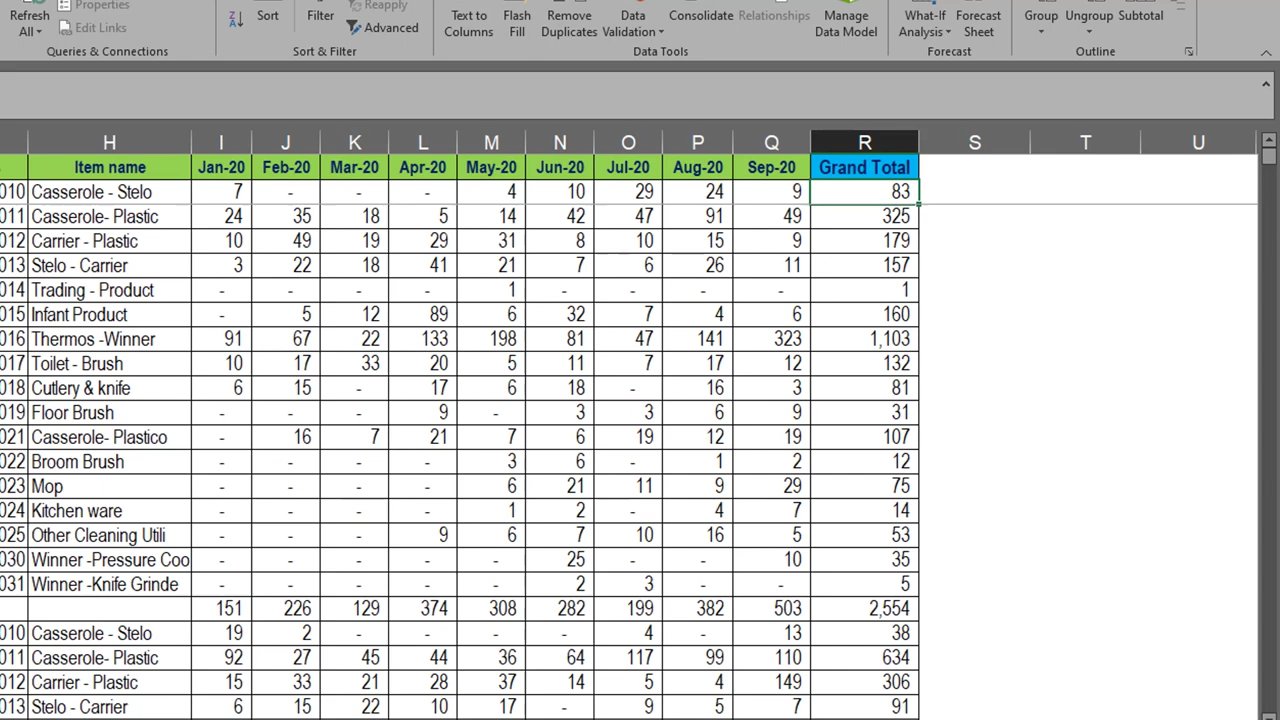 Refresh All Properties Edit Links Sort Filter Reapply Advanced Text to Columns Flash Fill Remove Duplicates Data Validation Consolidate Relationships Manage Data Model What-If Analysis Forecast Sheet Group Ungroup Subtotal
Queries & Connections Sort & Filter Data Tools Forecast Outline
H I J K L M N O P Q R S T U
Item name Jan-20 Feb-20 Mar-20 Apr-20 May-20 Jun-20 Jul-20 Aug-20 Sep-20 Grand Total
010 Casserole - Stelo 7 - - - 4 10 29 24 9 83
011 Casserole- Plastic 24 35 18 5 14 42 47 91 49 325
012 Carrier - Plastic 10 49 19 29 31 8 10 15 9 179
013 Stelo - Carrier 3 22 18 41 21 7 6 26 11 157
014 Trading - Product - - - - 1 - - - - 1
015 Infant Product - 5 12 89 6 32 7 4 6 160
016 Thermos -Winner 91 67 22 133 198 81 47 141 323 1,103
017 Toilet - Brush 10 17 33 20 5 11 7 17 12 132
018 Cutlery & knife 6 15 - 17 6 18 - 16 3 81
019 Floor Brush - - - 9 - 3 3 6 9 31
021 Casserole- Plastico - 16 7 21 7 6 19 12 19 107
022 Broom Brush - - - - 3 6 - 1 2 12
023 Mop - - - - 6 21 11 9 29 75
024 Kitchen ware - - - - 1 2 - 4 7 14
025 Other Cleaning Utili - - - 9 6 7 10 16 5 53
030 Winner -Pressure Coo - - - - - 25 - - 10 35
031 Winner -Knife Grinde - - - - - 2 3 - - 5
151 226 129 374 308 282 199 382 503 2,554
010 Casserole - Stelo 19 2 - - - - 4 - 13 38
011 Casserole- Plastic 92 27 45 44 36 64 117 99 110 634
012 Carrier - Plastic 15 33 21 28 37 14 5 4 149 306
013 Stelo - Carrier 6 15 22 10 17 - 9 5 7 91